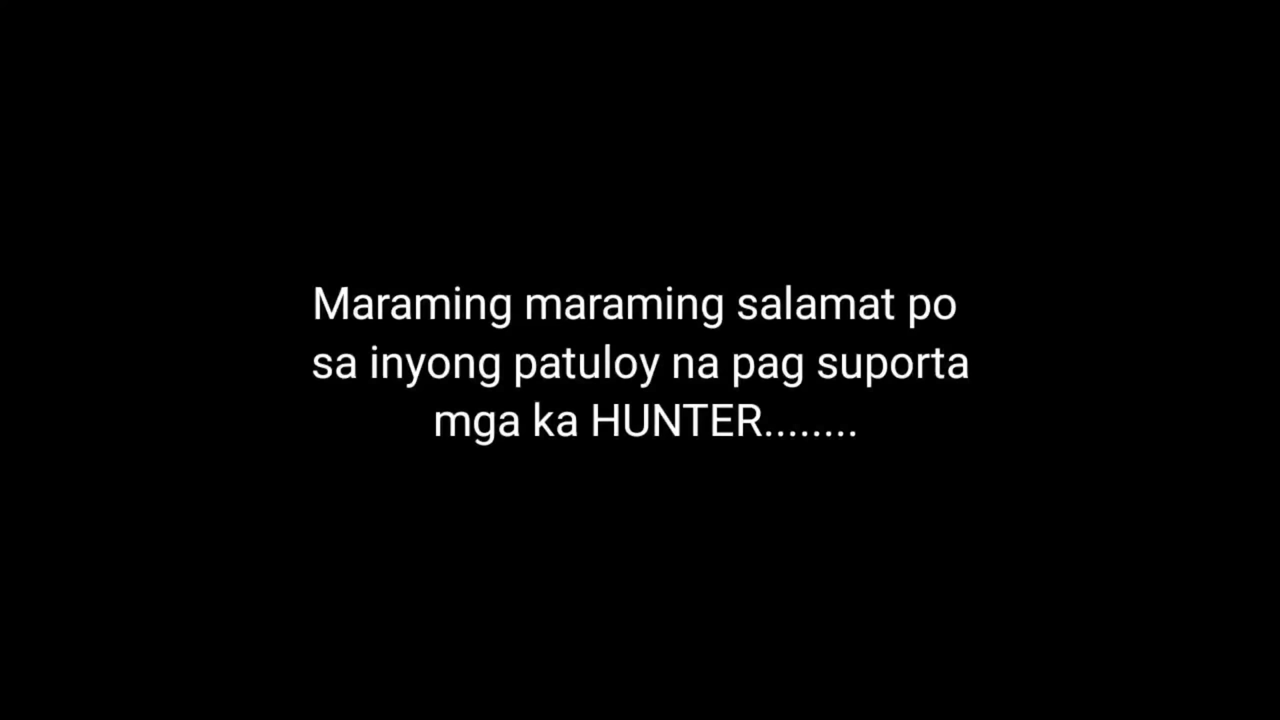 Maraming maraming salamat po
sa inyong patuloy na pag suporta
mga ka HUNTER........